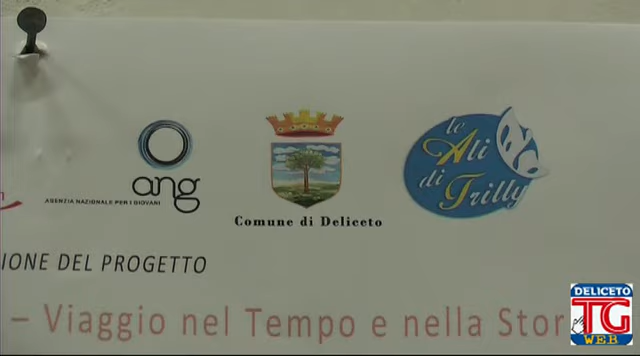 ang
AGENZIA NAZIONALE PER I GIOVANI
Comune di Deliceto
le Ali di Trilly
IONE DEL PROGETTO
– Viaggio nel Tempo e nella Stor
DELICETO
TG
WEB